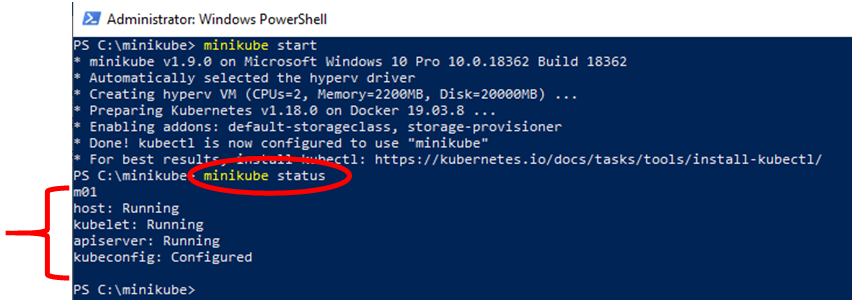 Administrator: Windows PowerShell
PS C:\minikube> minikube start
* minikube v1.9.0 on Microsoft Windows 10 Pro 10.0.18362 Build 18362
* Automatically selected the hyperv driver
* Creating hyperv VM (CPUs=2, Memory=2200MB, Disk=20000MB) ...
* Preparing Kubernetes v1.18.0 on Docker 19.03.8 ...
* Enabling addons: default-storageclass, storage-provisioner
* Done! kubectl is now configured to use "minikube"
* For best results, install kubectl: https://kubernetes.io/docs/tasks/tools/install-kubectl/
PS C:\minikube> minikube status
m01
host: Running
kubelet: Running
apiserver: Running
kubeconfig: Configured
PS C:\minikube>